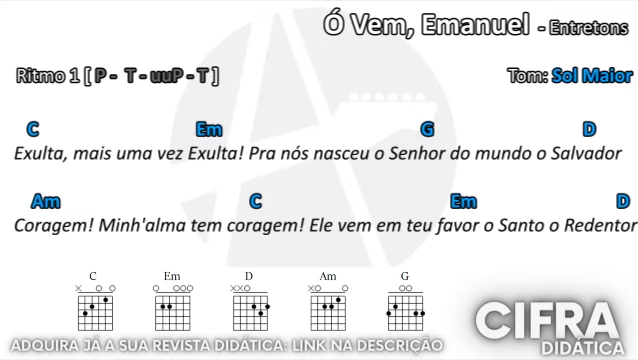 Ó Vem, Emanuel - Entretons
Ritmo 1 [ P - T - uuP - T ] Tom: Sol Maior
C Em G D
Exulta, mais uma vez Exulta! Pra nós nasceu o Senhor do mundo o Salvador
Am C Em D
Coragem! Minh'alma tem coragem! Ele vem em teu favor o Santo o Redentor
C Em D Am G
CIFRA
DIDÁTICA
ADQUIRA JÁ A SUA REVISTA DIDÁTICA: LINK NA DESCRIÇÃO